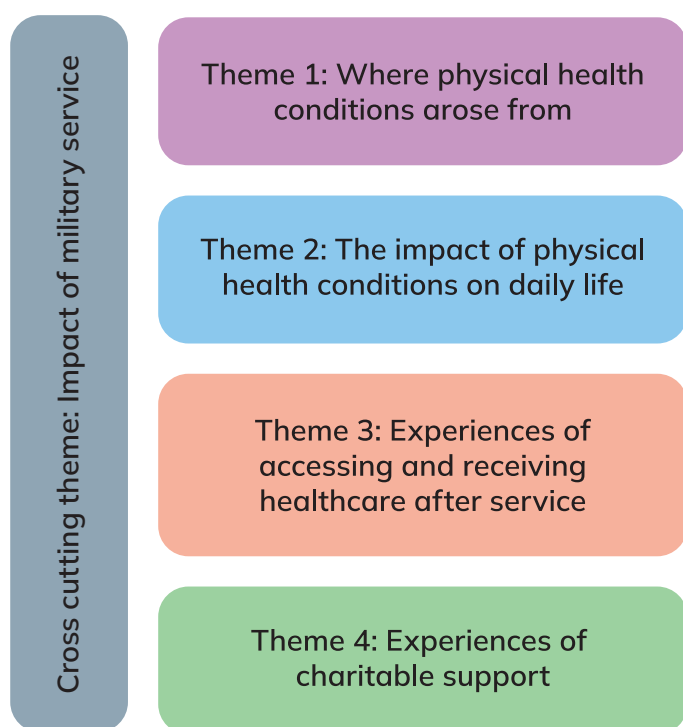 Cross cutting theme: Impact of military service
Theme 1: Where physical health
conditions arose from
Theme 2: The impact of physical
health conditions on daily life
Theme 3: Experiences of
accessing and receiving
healthcare after service
Theme 4: Experiences of
charitable support